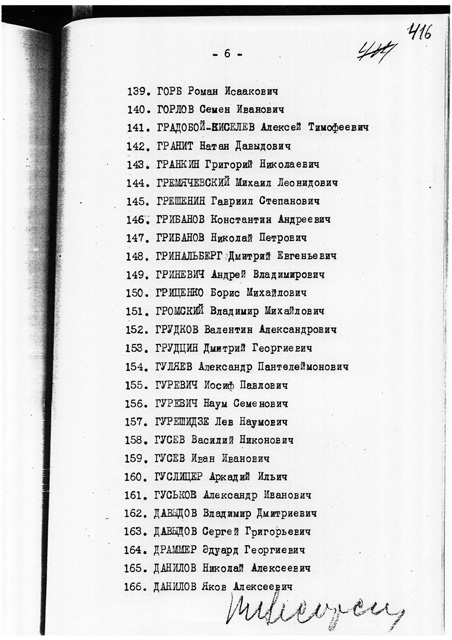 416
- 6 -
139. ГОРБ Роман Исаакович
140. ГОРЛОВ Семен Иванович
141. ГРАДОБОЙ-КИСЕЛЕВ Алексей Тимофеевич
142. ГРАНИТ Натан Давыдович
143. ГРАНКИН Григорий Николаевич
144. ГРЕМЯЧЕВСКИЙ Михаил Леонидович
145. ГРЕШЕНИН Гавриил Степанович
146. ГРИБАНОВ Константин Андреевич
147. ГРИБАНОВ Николай Петрович
148. ГРИНАЛЬБЕРГ Дмитрий Евгеньевич
149. ГРИНЕВИЧ Андрей Владимирович
150. ГРИЦЕНКО Борис Михайлович
151. ГРОМСКИЙ Владимир Михайлович
152. ГРУДКОВ Валентин Александрович
153. ГРУДЦИН Дмитрий Георгиевич
154. ГУЛЯЕВ Александр Пантелеймонович
155. ГУРЕВИЧ Иосиф Павлович
156. ГУРЕВИЧ Наум Семенович
157. ГУРЕШИДЗЕ Лев Наумович
158. ГУСЕВ Василий Никонович
159. ГУСЕВ Иван Иванович
160. ГУСЛИЦЕР Аркадий Ильич
161. ГУСЬКОВ Александр Иванович
162. ДАВЫДОВ Владимир Дмитриевич
163. ДАВЫДОВ Сергей Григорьевич
164. ДРАММЕР Эдуард Георгиевич
165. ДАНИЛОВ Николай Алексеевич
166. ДАНИЛОВ Яков Алексеевич